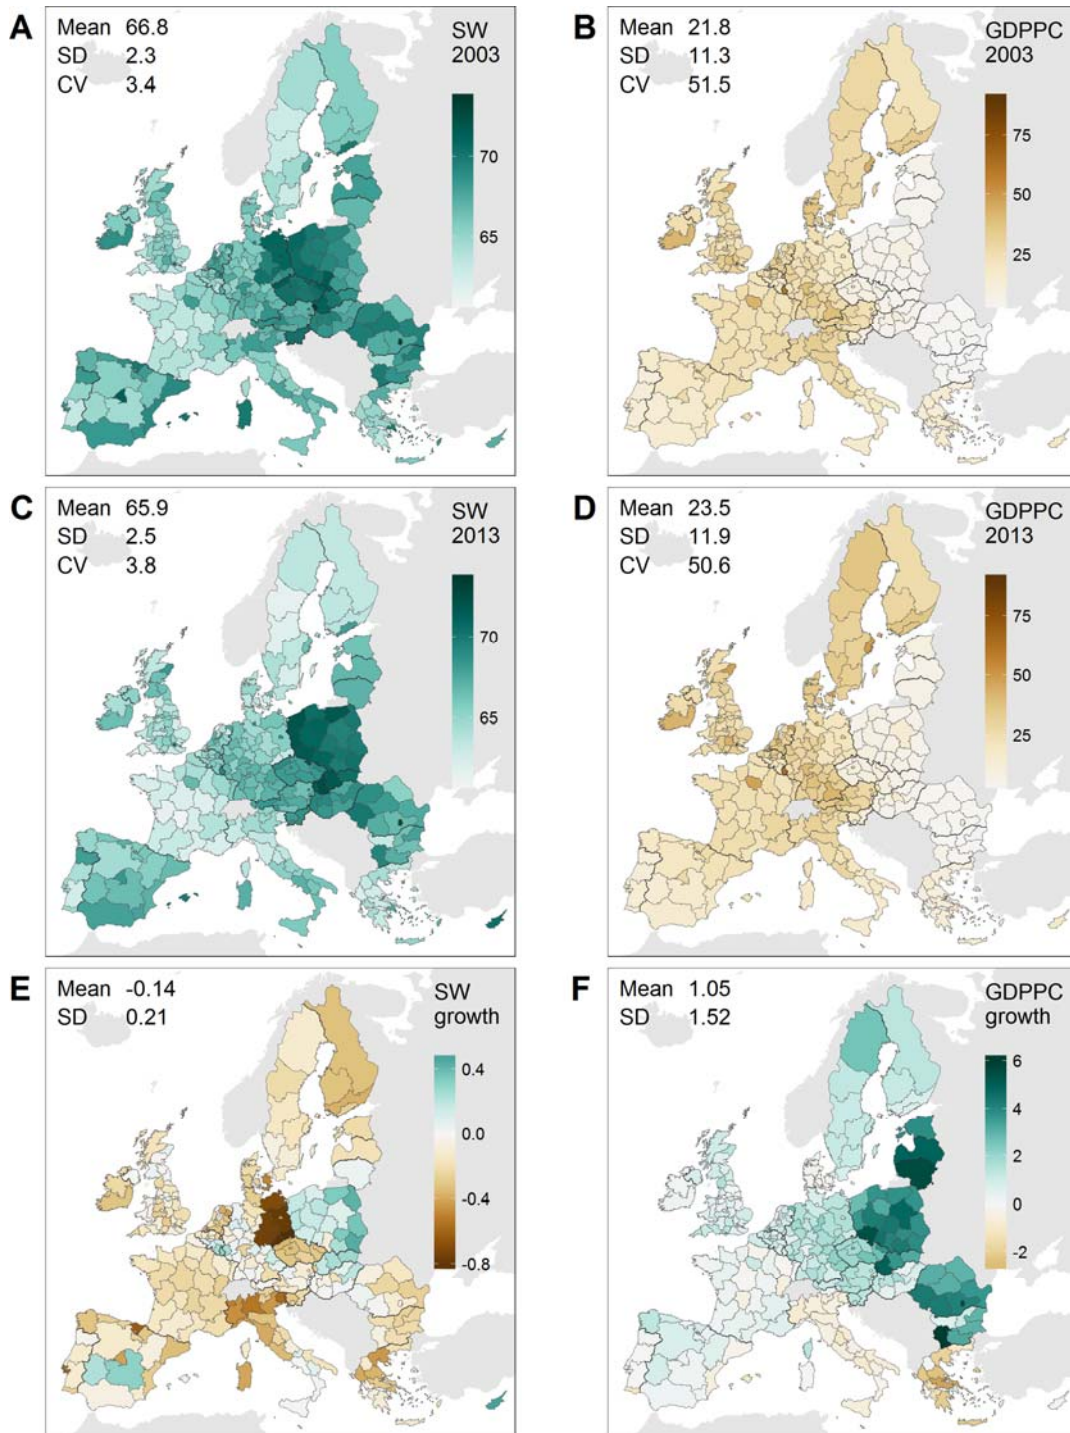 A
Mean 66.8
SD 2.3
CV 3.4
SW
2003
70
65
B
Mean 21.8
SD 11.3
CV 51.5
GDPPC
2003
75
50
25
C
Mean 65.9
SD 2.5
CV 3.8
SW
2013
70
65
D
Mean 23.5
SD 11.9
CV 50.6
GDPPC
2013
75
50
25
E
Mean -0.14
SD 0.21
SW
growth
0.4
0.0
-0.4
-0.8
F
Mean 1.05
SD 1.52
GDPPC
growth
6
4
2
0
-2